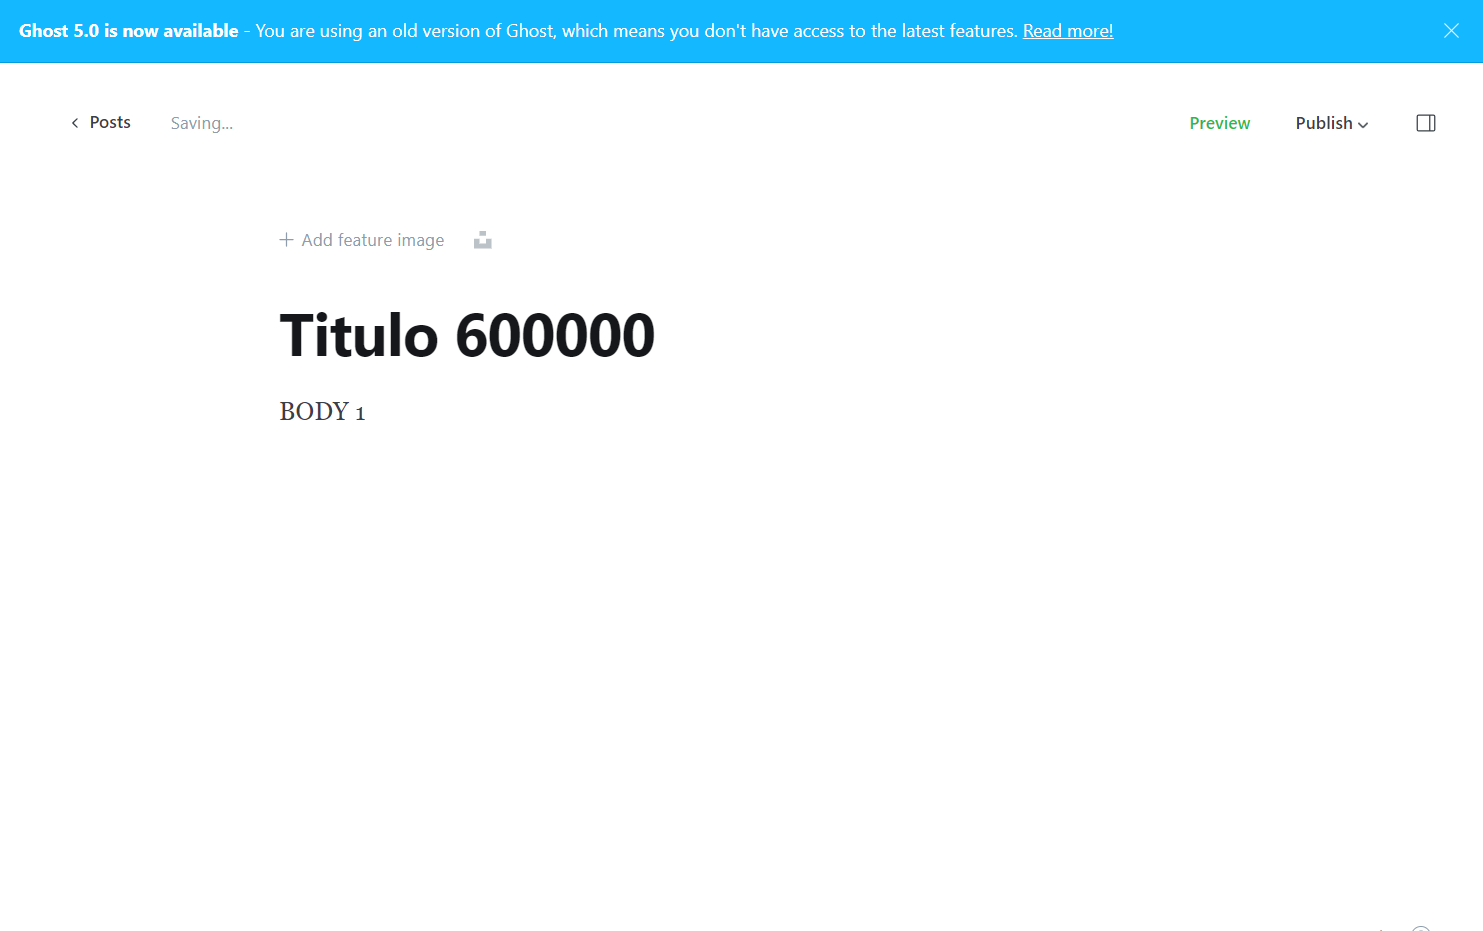 Ghost 5.0 is now available - You are using an old version of Ghost, which means you don't have access to the latest features. Read more!
Posts
Saving...
Preview
Publish
Add feature image
Titulo 600000
BODY 1